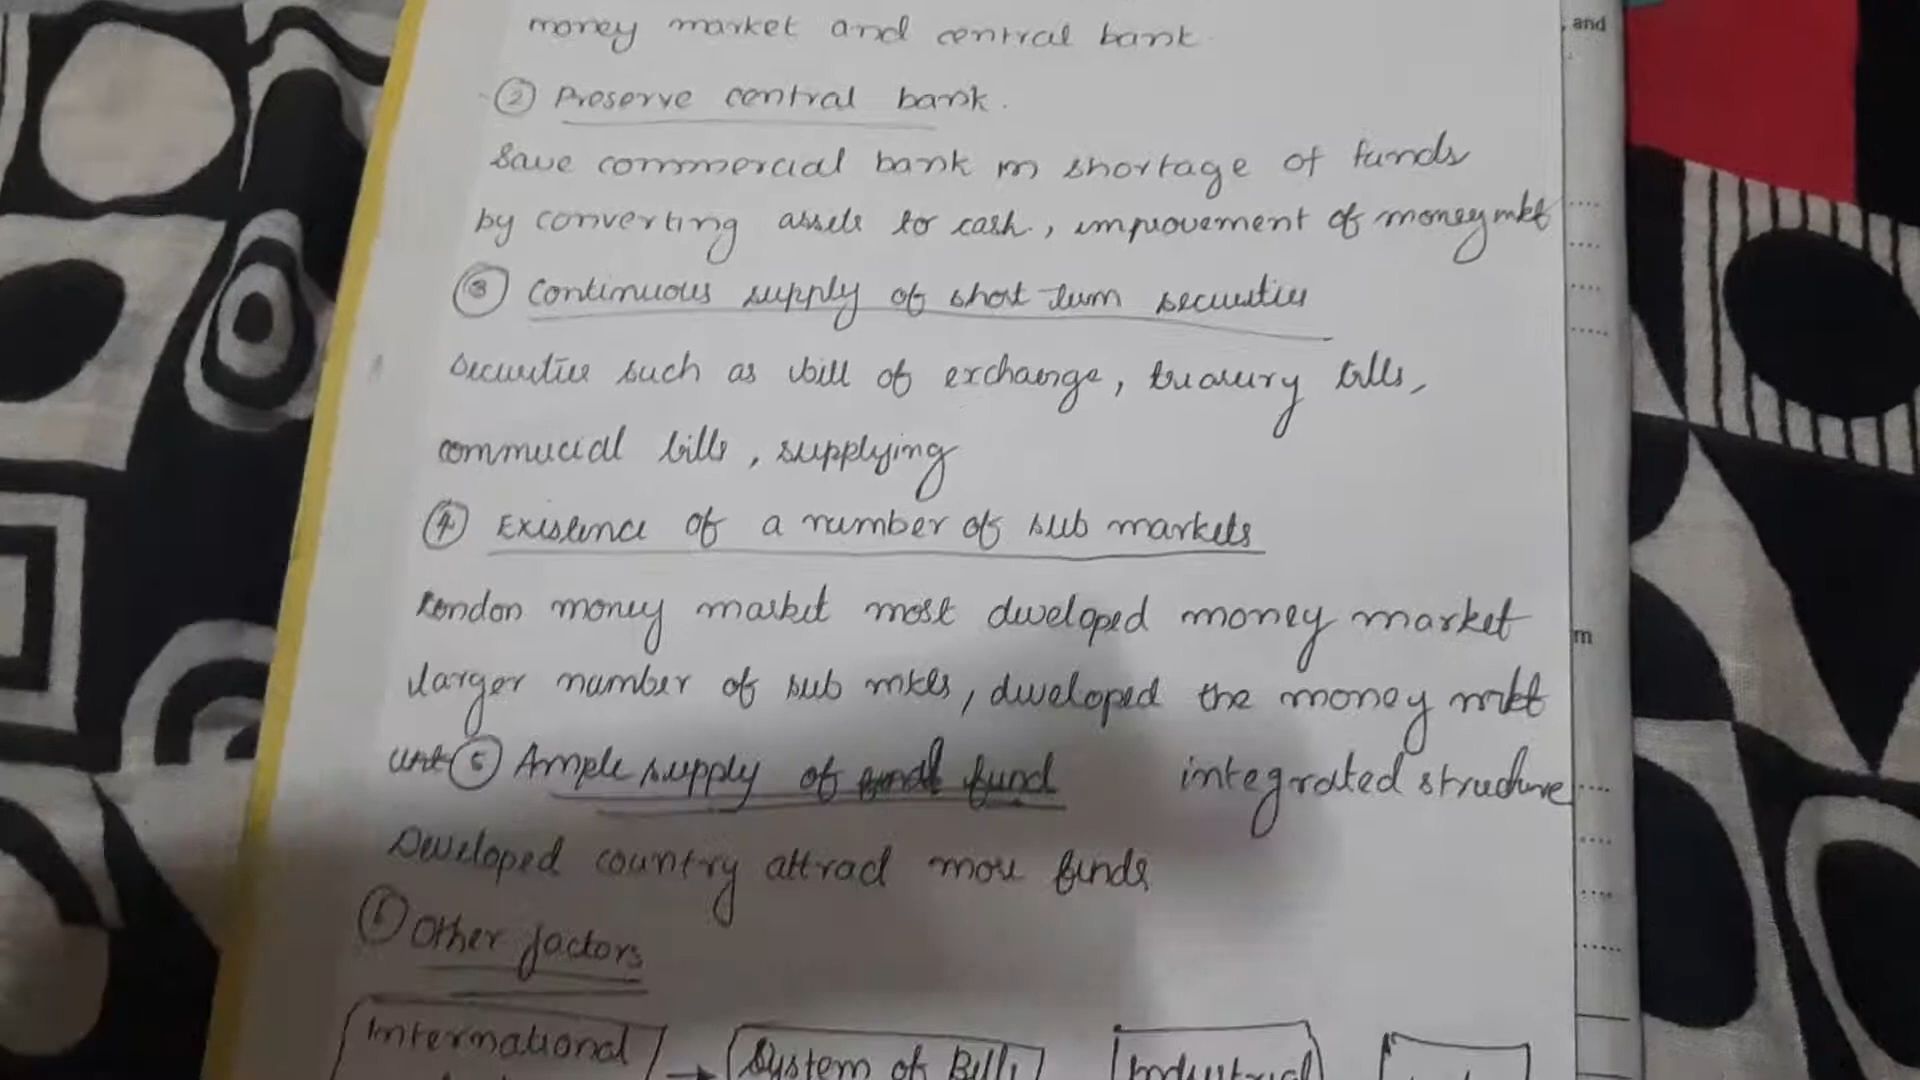 money market and central bank.
② Preserve central bank.
Save commercial bank in shortage of funds
by converting assets to cash, improvement of money mkt
③ Continuous supply of short term securities
Securities such as bill of exchange, treasury bills,
commercial bills, supplying
④ Existence of a number of sub markets
London money market most developed money market
larger number of sub mkts, developed the money mkt
⑤ Ample supply of fund integrated structure
Developed country attract more funds
⑥ Other factors
International
System of Bills
Industrial
and
m